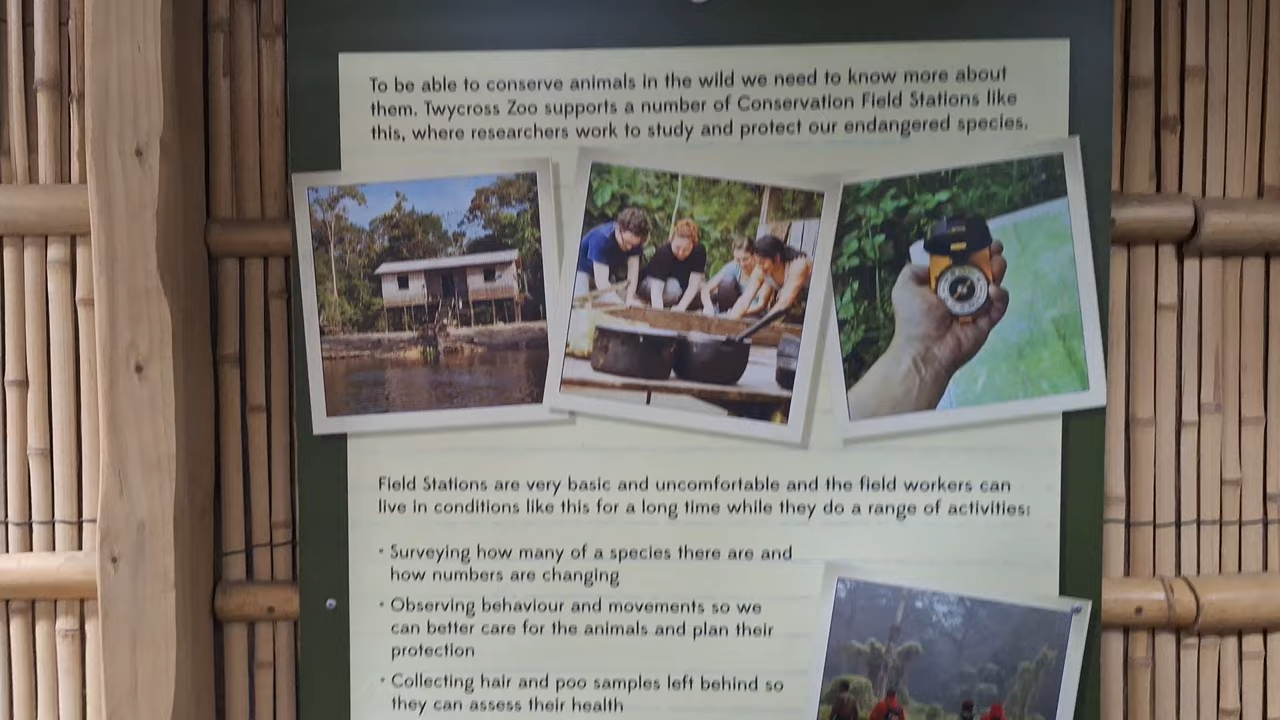 To be able to conserve animals in the wild we need to know more about
them. Twycross Zoo supports a number of Conservation Field Stations like
this, where researchers work to study and protect our endangered species.
Field Stations are very basic and uncomfortable and the field workers can
live in conditions like this for a long time while they do a range of activities:
• Surveying how many of a species there are and
how numbers are changing
• Observing behaviour and movements so we
can better care for the animals and plan their
protection
• Collecting hair and poo samples left behind so
they can assess their health